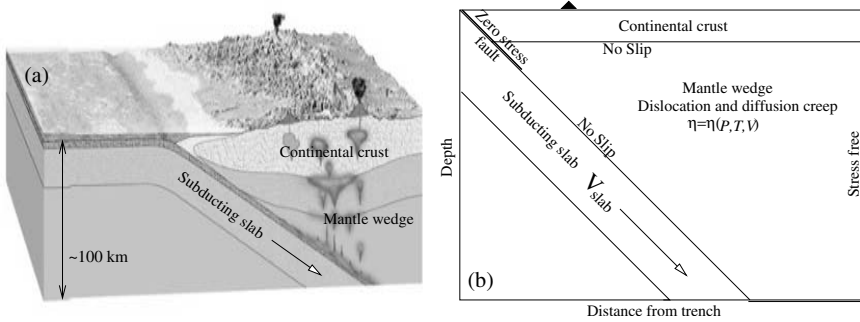 (a)
Continental crust
Subducting slab
Mantle wedge
~100 km
(b)
Zero stress
fault
Continental crust
No Slip
Mantle wedge
Dislocation and diffusion creep
η=η(P,T,V)
No Slip
Subducting slab
Vslab
Depth
Stress free
Distance from trench